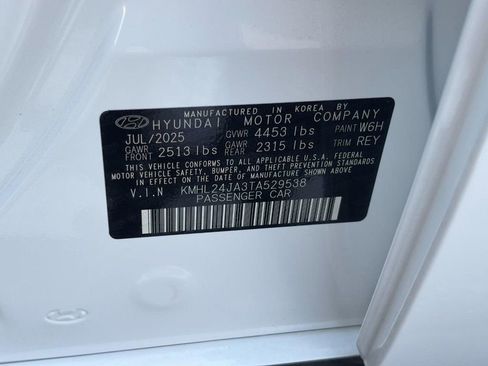 MANUFACTURED IN KOREA BY
HYUNDAI MOTOR COMPANY
JUL/2025 GVWR 4453 lbs PAINT W6H
GAWR FRONT 2513 lbs GAWR REAR 2315 lbs TRIM REY
THIS VEHICLE CONFORMS TO ALL APPLICABLE U.S.A. FEDERAL
MOTOR VEHICLE SAFETY, BUMPER, AND THEFT PREVENTION STANDARDS
IN EFFECT ON THE DATE OF MANUFACTURE SHOWN ABOVE.
V.I.N KMHL24JA3TA529538
PASSENGER CAR